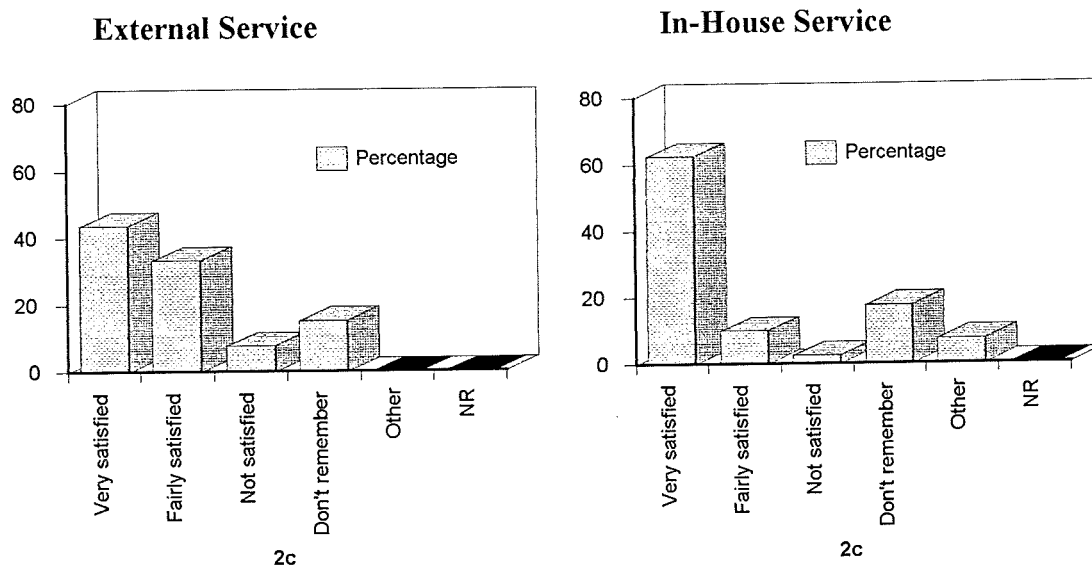 External Service
80
60
40
20
0
Percentage
Very satisfied
Fairly satisfied
Not satisfied
Don't remember
Other
NR
2c
In-House Service
80
60
40
20
0
Percentage
Very satisfied
Fairly satisfied
Not satisfied
Don't remember
Other
NR
2c